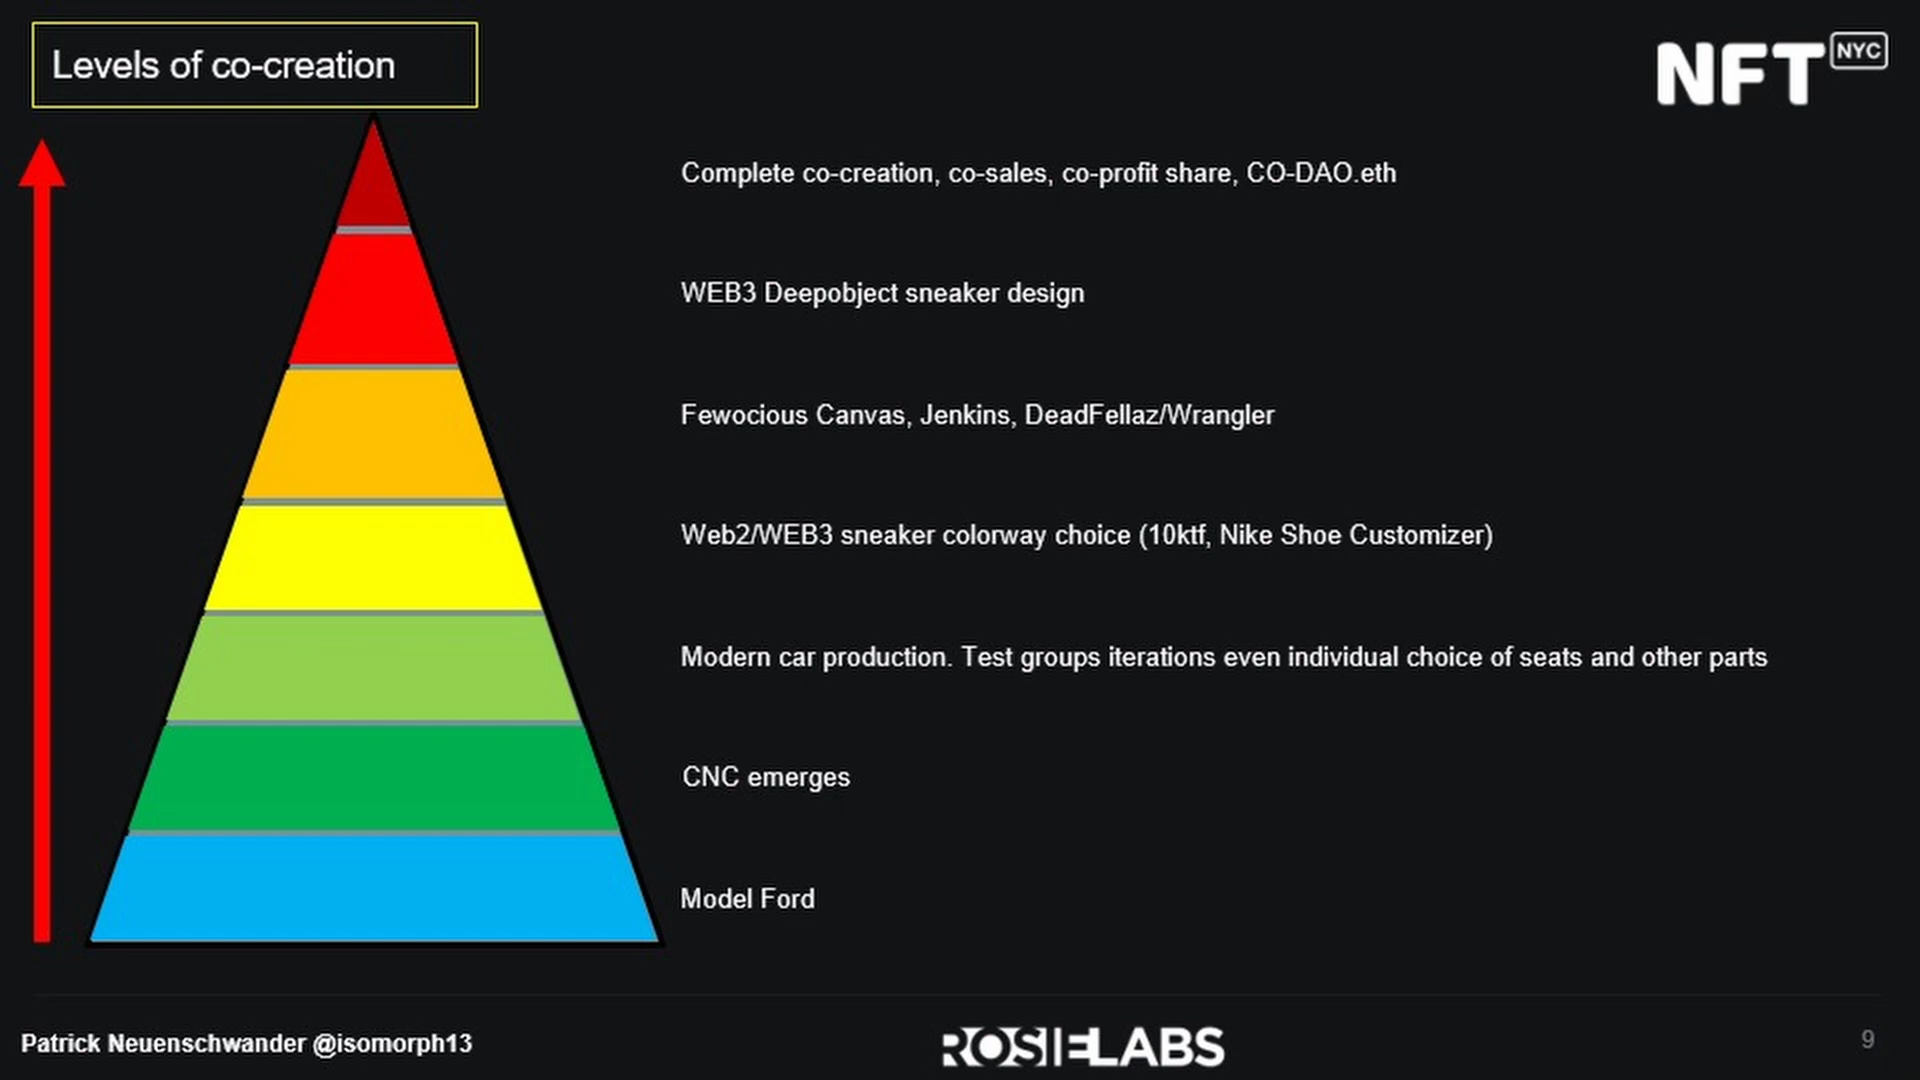 Levels of co-creation
NFT NYC
Complete co-creation, co-sales, co-profit share, CO-DAO.eth
WEB3 Deepobject sneaker design
Fewocious Canvas, Jenkins, DeadFellaz/Wrangler
Web2/WEB3 sneaker colorway choice (10ktf, Nike Shoe Customizer)
Modern car production. Test groups iterations even individual choice of seats and other parts
CNC emerges
Model Ford
Patrick Neuenschwander @isomorph13
ROSIELABS
9